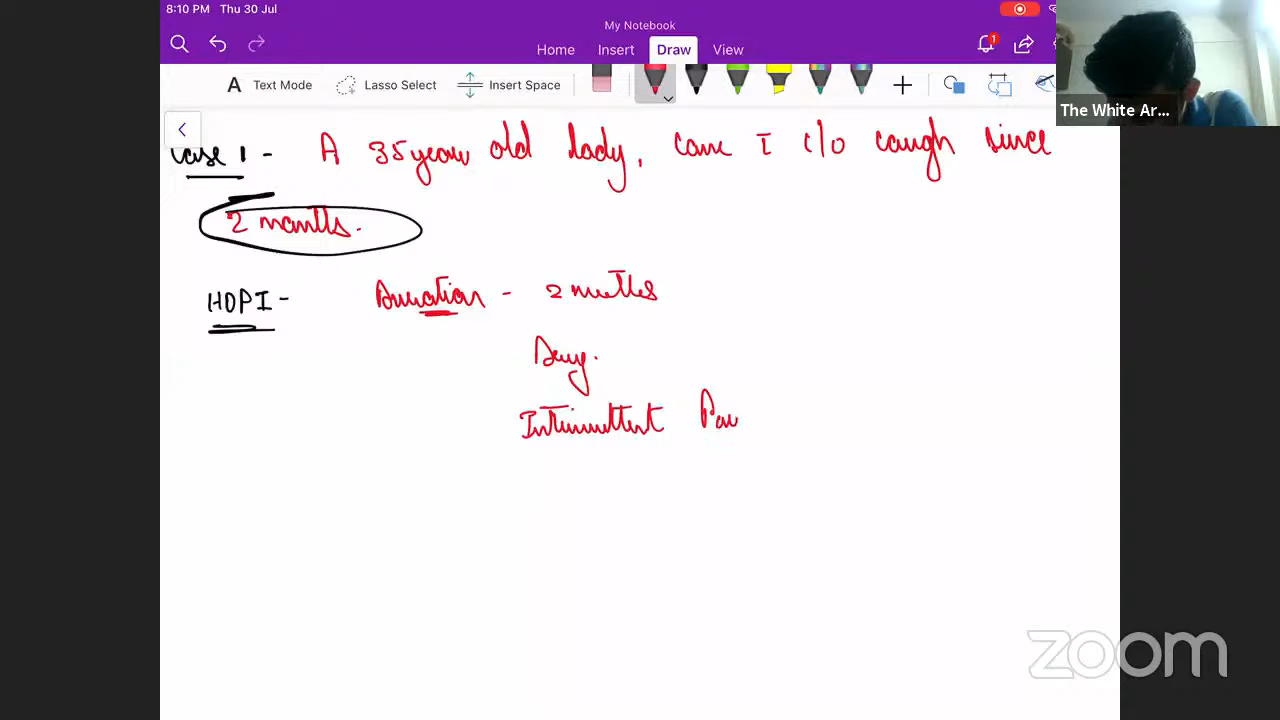 8:10 PM Thu 30 Jul
My Notebook
Home Insert Draw View
1
A Text Mode Lasso Select Insert Space
The White Ar...
Case 1 - A 35 year old lady, came c c/o cough since
2 months.
HOPI - Duration - 2 months
Dry.
Intermittent Par
zoom